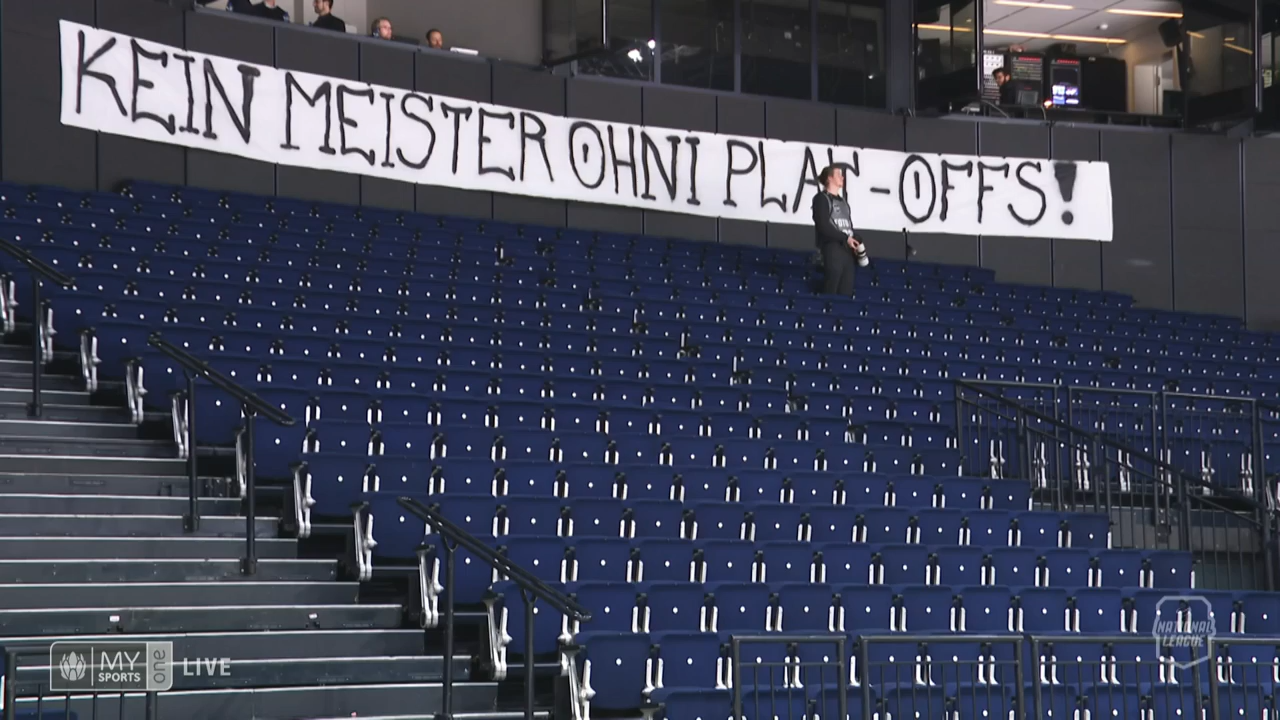 KEIN MEISTER OHNI PLAY-OFFS!
MY SPORTS one LIVE
NATIONAL LEAGUE